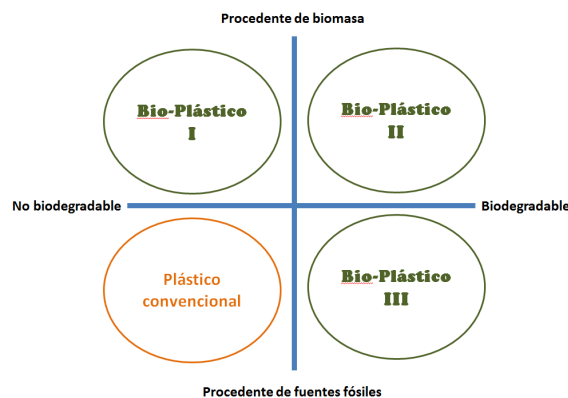 Procedente de biomasa
Bio-Plástico
I
Bio-Plástico
II
No biodegradable
Biodegradable
Plástico
convencional
Bio-Plástico
III
Procedente de fuentes fósiles